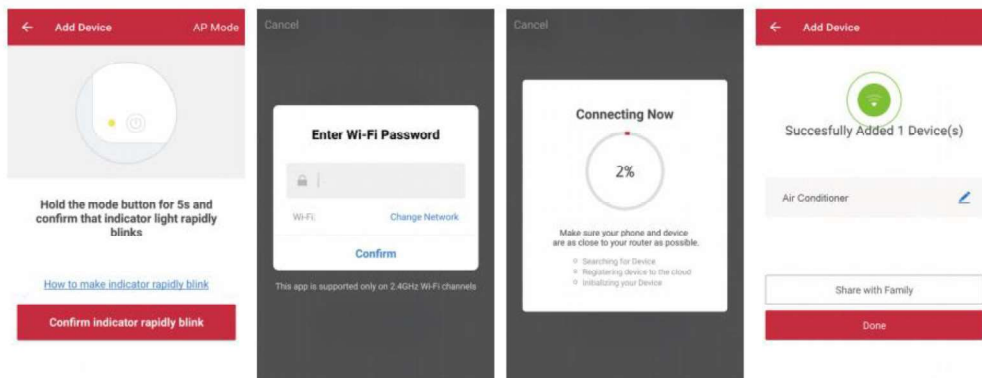 Add Device
AP Mode
Hold the mode button for 5s and
confirm that indicator light rapidly
blinks
How to make indicator rapidly blink
Confirm indicator rapidly blink
Cancel
Enter Wi-Fi Password
Wi-Fi:
Change Network
Confirm
This app is supported only on 2.4GHz Wi-Fi channels
Cancel
Connecting Now
2%
Make sure your phone and device
are as close to your router as possible.
Searching for Device
Registering device to the cloud
Initializing your Device
Add Device
Succesfully Added 1 Device(s)
Air Conditioner
Share with Family
Done